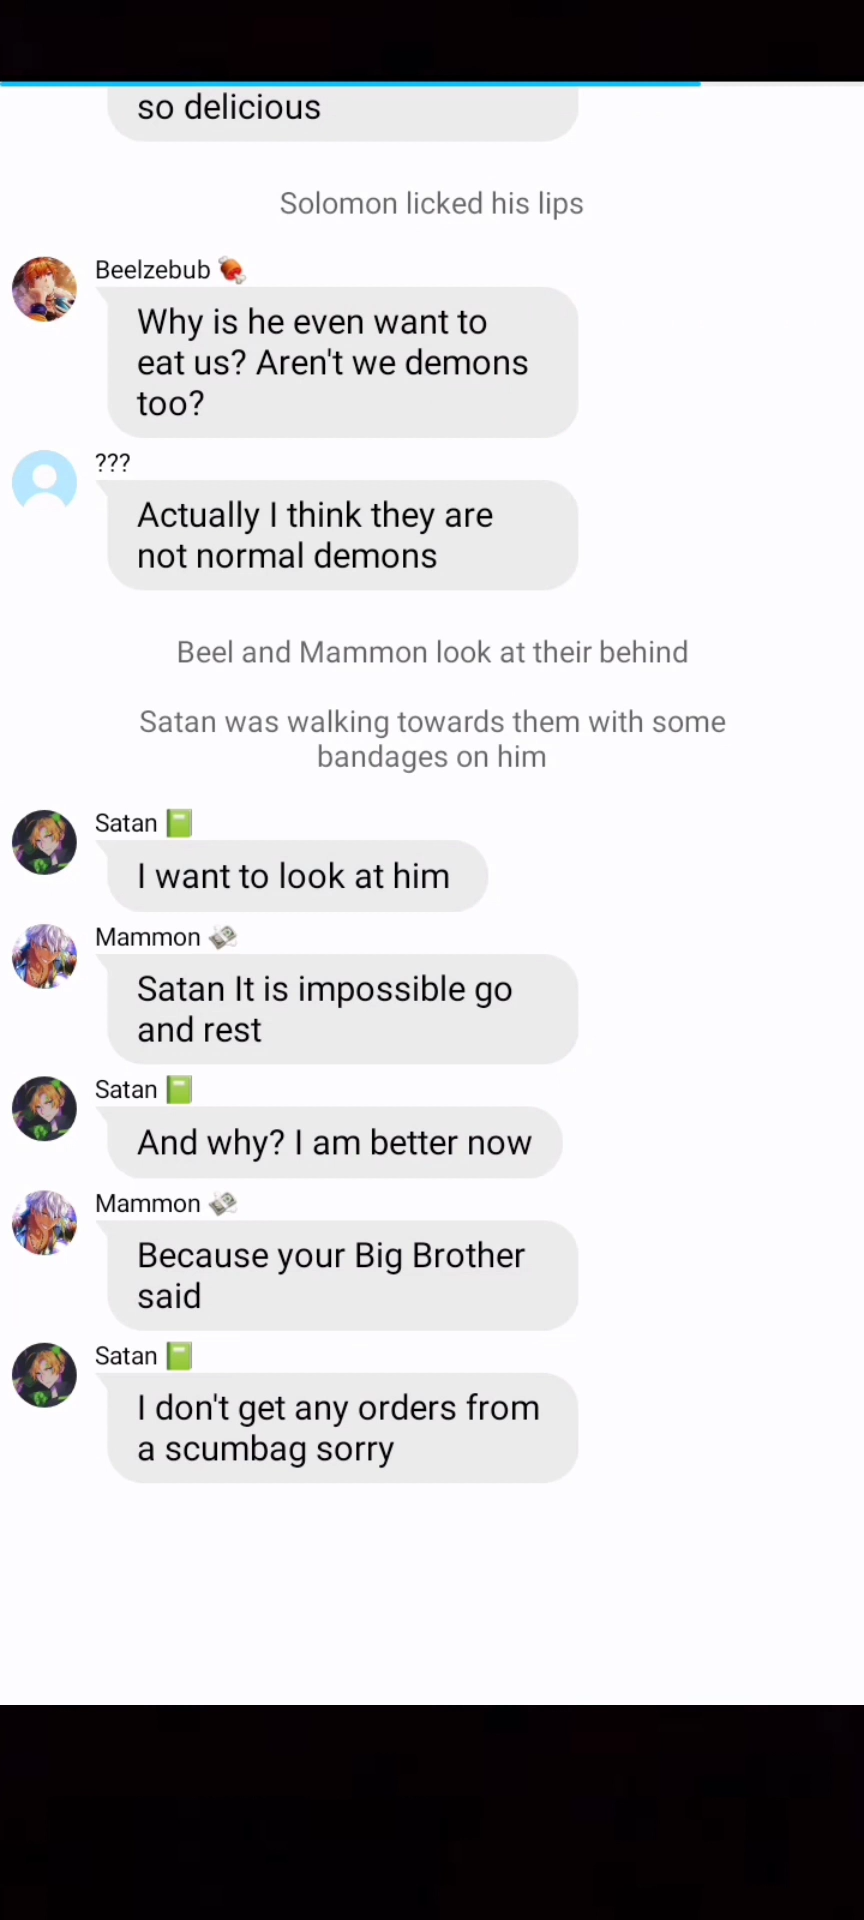 so delicious
Solomon licked his lips
Beelzebub 🍖
Why is he even want to
eat us? Aren't we demons
too?
???
Actually I think they are
not normal demons
Beel and Mammon look at their behind
Satan was walking towards them with some
bandages on him
Satan 📗
I want to look at him
Mammon 💸
Satan It is impossible go
and rest
Satan 📗
And why? I am better now
Mammon 💸
Because your Big Brother
said
Satan 📗
I don't get any orders from
a scumbag sorry